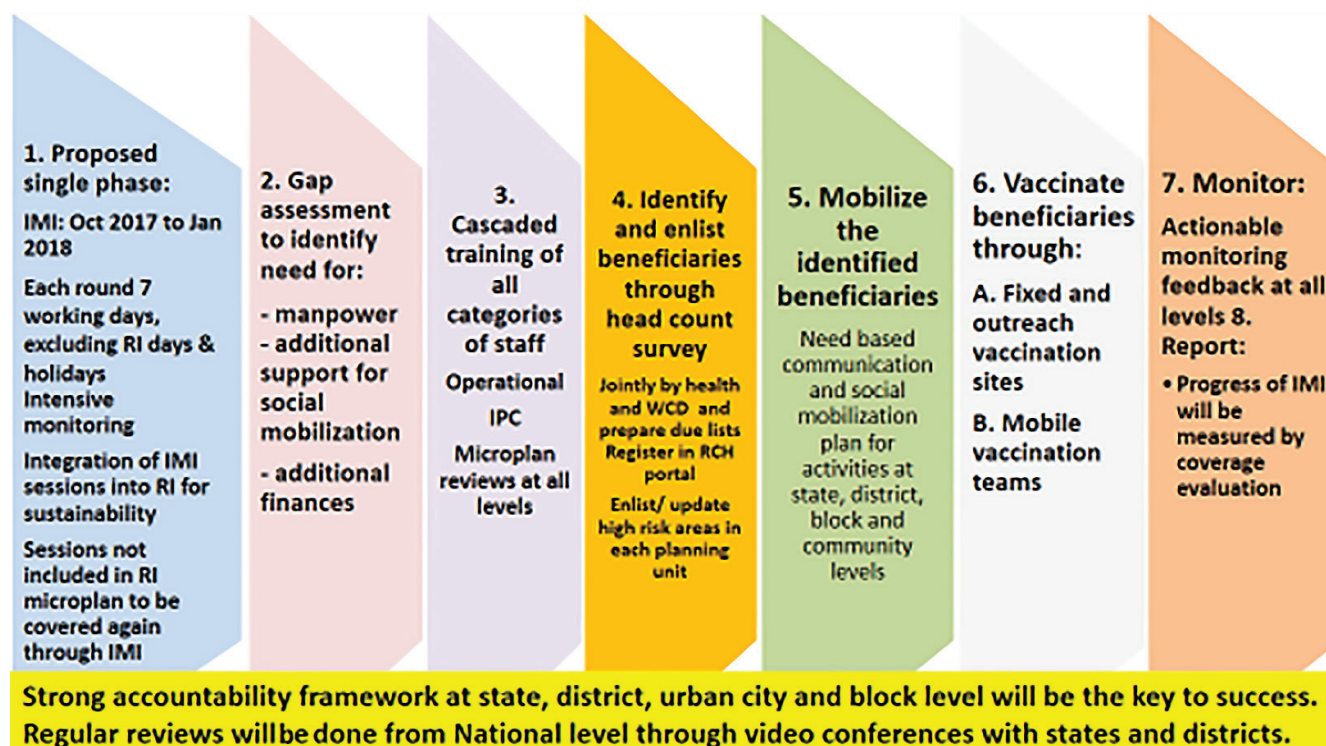 1. Proposed
single phase:
IMI: Oct 2017 to Jan
2018
Each round 7
working days,
excluding RI days &
holidays
Intensive
monitoring
Integration of IMI
sessions into RI for
sustainability
Sessions not
included in RI
microplan to be
covered again
through IMI
2. Gap
assessment
to identify
need for:
- manpower
- additional
support for
social
mobilization
- additional
finances
3.
Cascaded
training of
all
categories
of staff
Operational
IPC
Microplan
reviews at all
levels
4. Identify
and enlist
beneficiaries
through
head count
survey
Jointly by health
and WCD and
prepare due lists
Register in RCH
portal
Enlist/ update
high risk areas in
each planning
unit
5. Mobilize
the
identified
beneficiaries
Need based
communication
and social
mobilization
plan for
activities at
state, district,
block and
community
levels
6. Vaccinate
beneficiaries
through:
A. Fixed and
outreach
vaccination
sites
B. Mobile
vaccination
teams
7. Monitor:
Actionable
monitoring
feedback at all
levels 8.
Report:
• Progress of IMI
will be
measured by
coverage
evaluation
Strong accountability framework at state, district, urban city and block level will be the key to success.
Regular reviews will be done from National level through video conferences with states and districts.